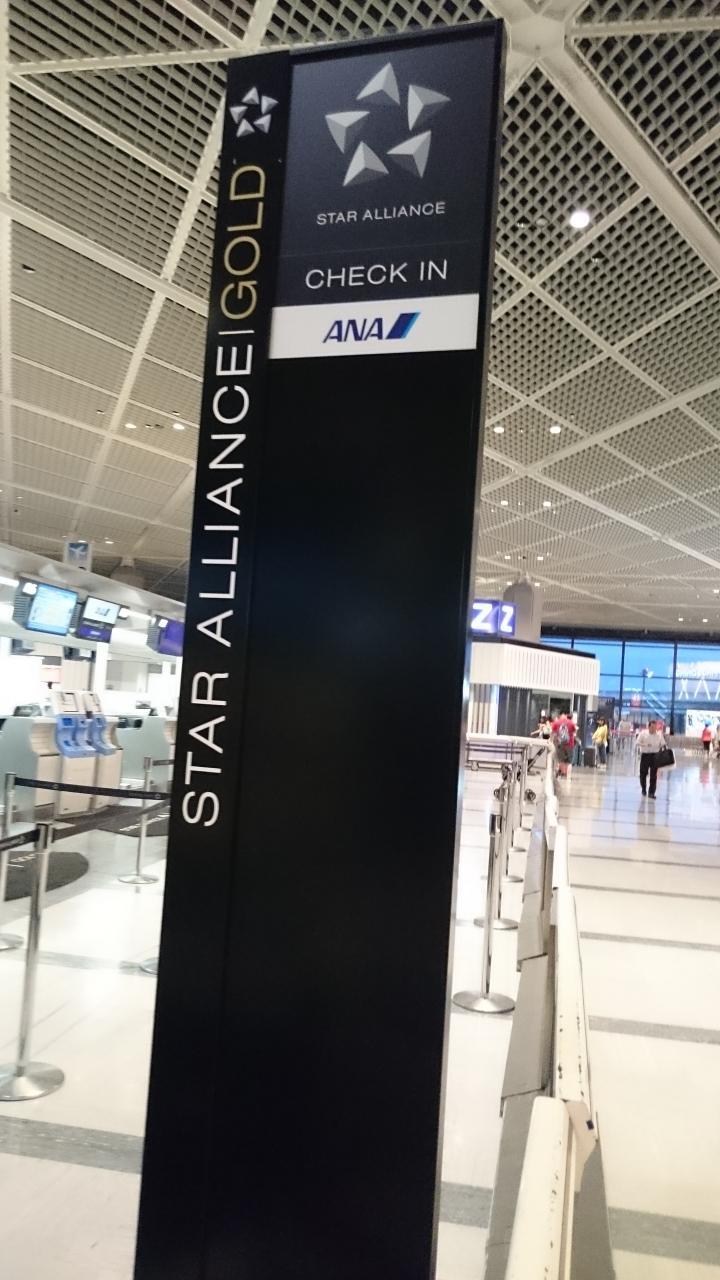 STAR ALLIANCE
CHECK IN
ANA
STAR ALLIANCE | GOLD
Z Z